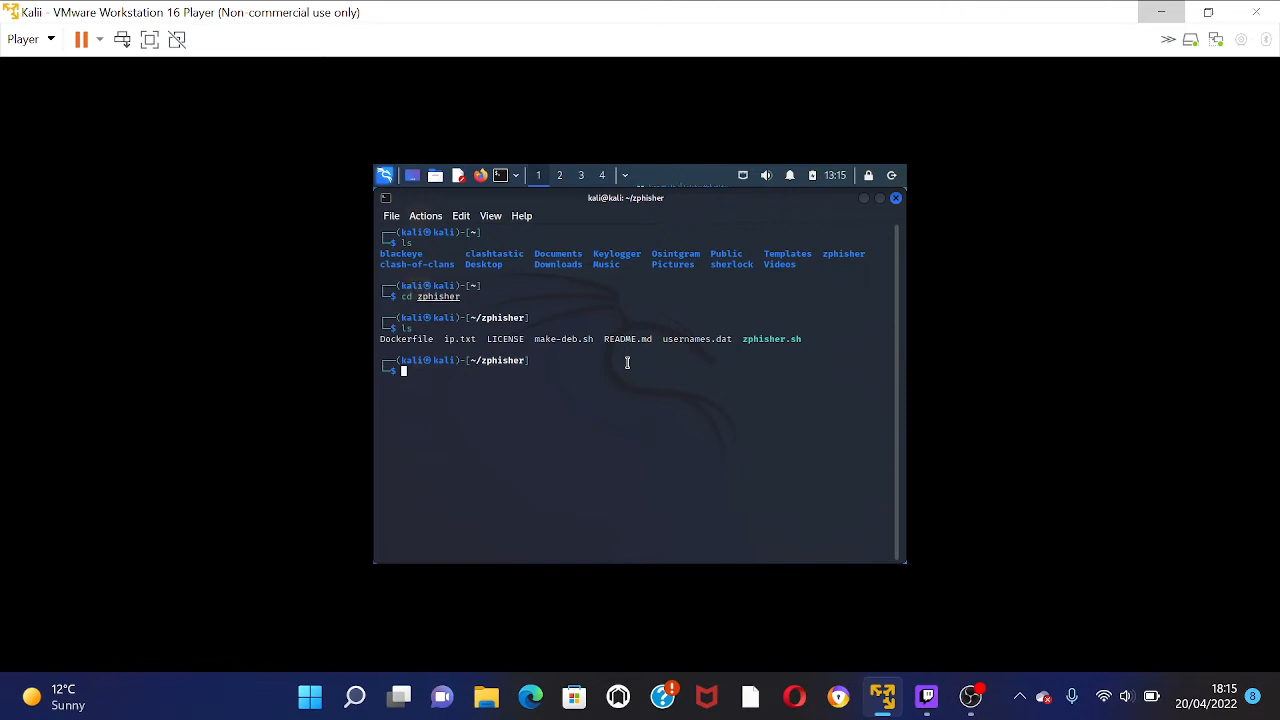 Kalii - VMware Workstation 16 Player (Non-commercial use only)
Player
1 2 3 4 13:15
kali@kali: ~/zphisher
File Actions Edit View Help
┌──(kali㉿kali)-[~]
└─$ ls
blackeye clashtastic Documents Keylogger Osintgram Public Templates zphisher
clash-of-clans Desktop Downloads Music Pictures sherlock Videos
┌──(kali㉿kali)-[~]
└─$ cd zphisher
┌──(kali㉿kali)-[~/zphisher]
└─$ ls
Dockerfile ip.txt LICENSE make-deb.sh README.md usernames.dat zphisher.sh
┌──(kali㉿kali)-[~/zphisher]
└─$
12°C
Sunny
18:15
20/04/2022
8